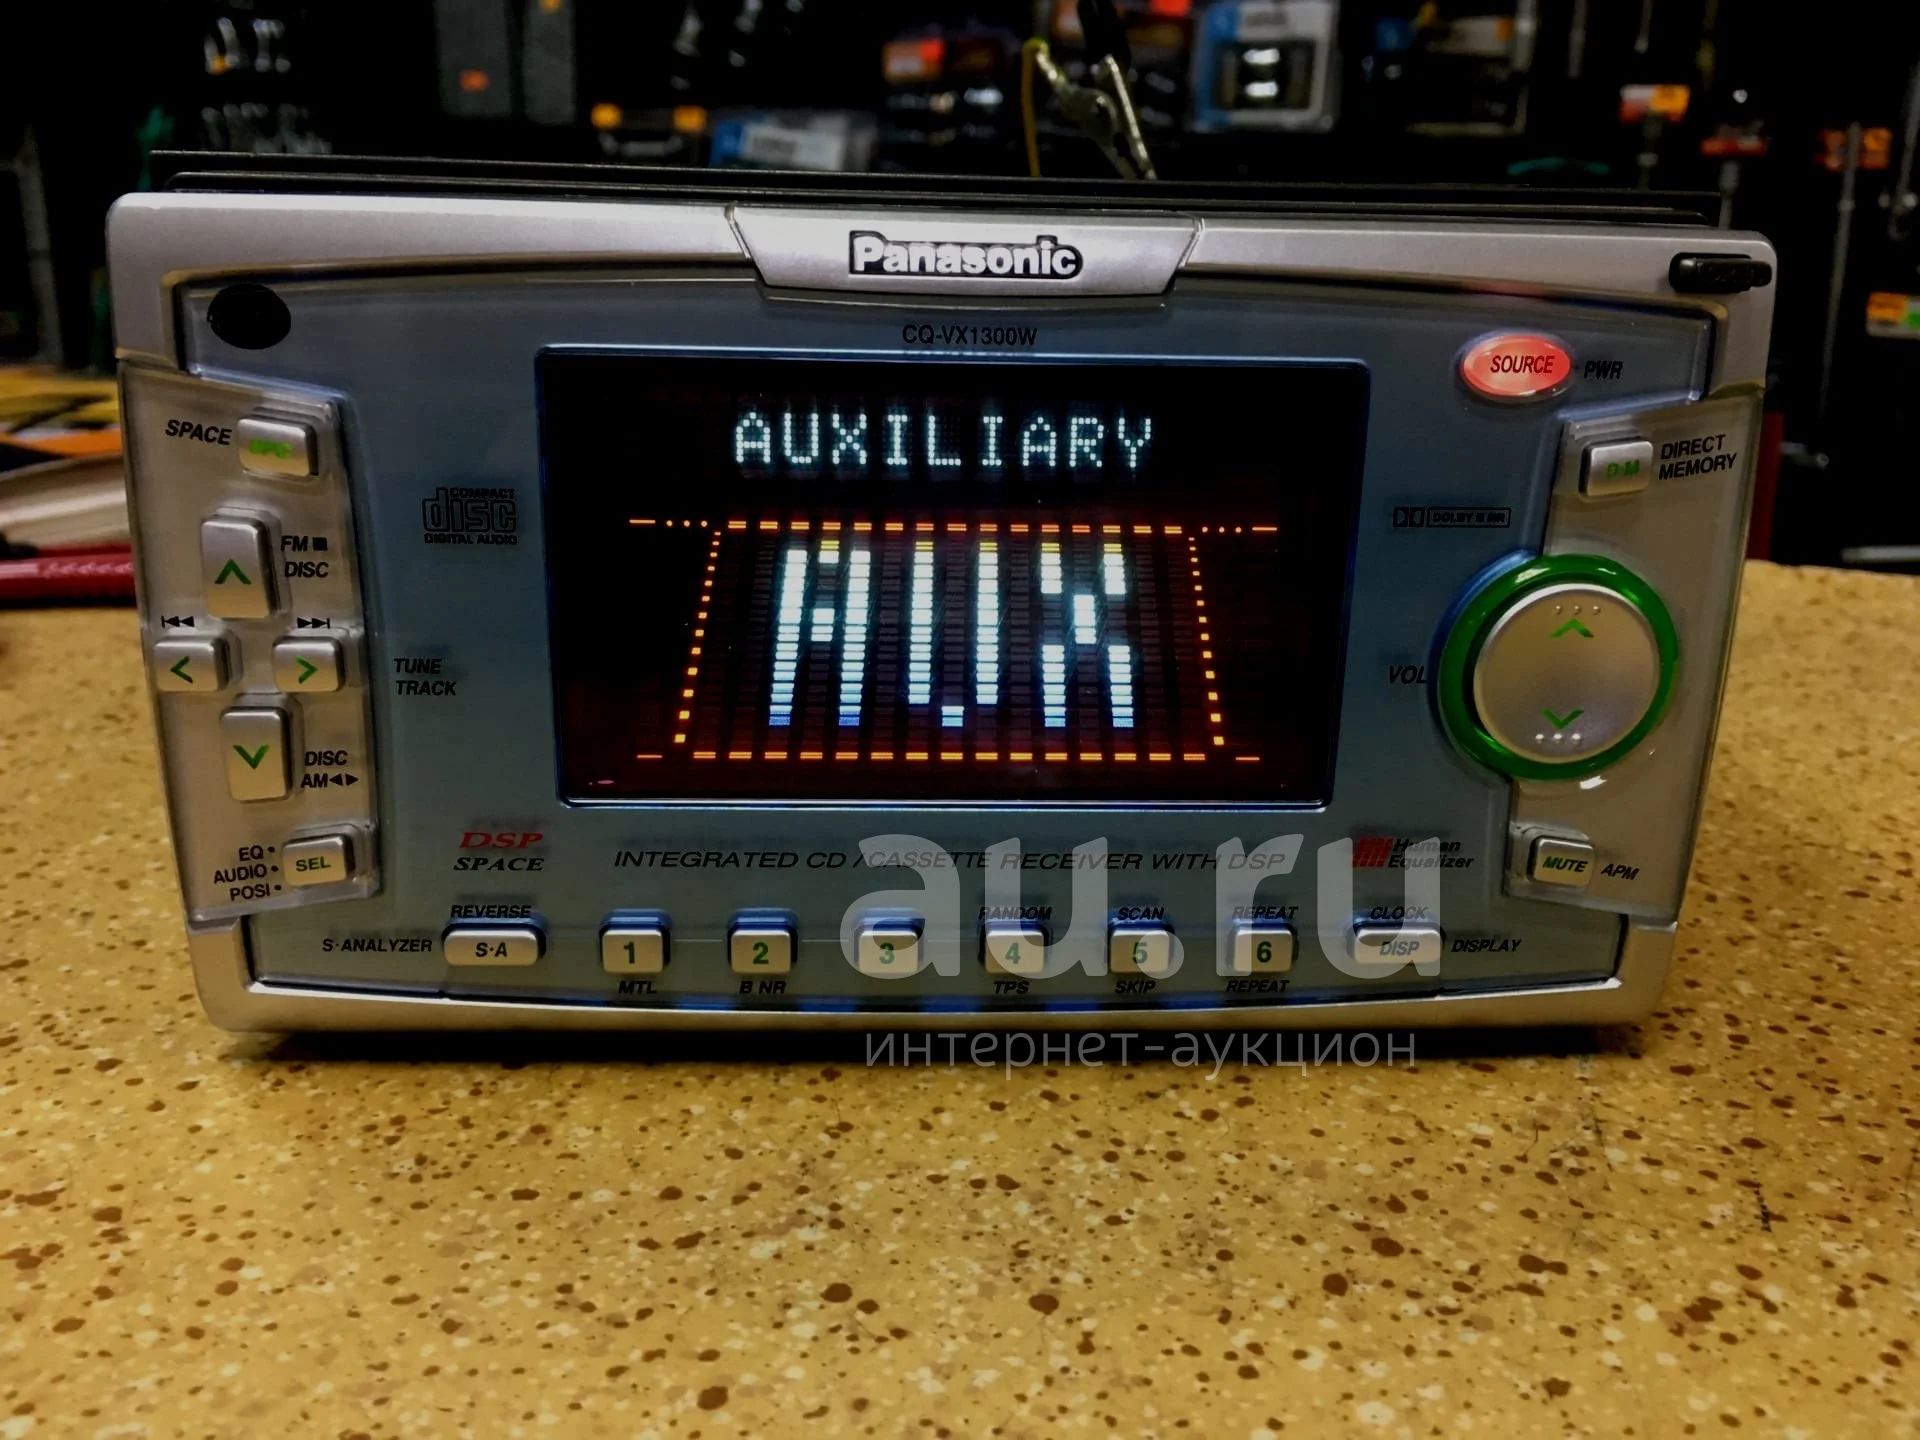 Panasonic
CQ-VX1300W
SOURCE PWR
AUXILIARY
SPACE SPC
D·M DIRECT MEMORY
COMPACT
disc
DIGITAL AUDIO
FM
DISC
DOLBY B NR
AUX
TUNE
TRACK
VOL
DISC
AM
EQ
AUDIO
POSI
SEL
DSP
SPACE
INTEGRATED CD / CASSETTE RECEIVER WITH DSP
Human
Equalizer
MUTE APM
REVERSE
RANDOM
SCAN
REPEAT
CLOCK
S·ANALYZER S·A 1 2 3 4 5 6 DISP DISPLAY
MTL B NR TPS SKIP REPEAT
au.ru
интернет-аукцион